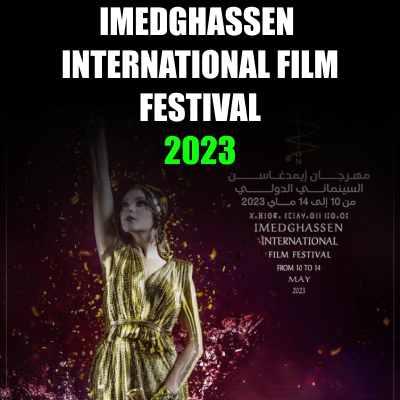 IMEDGHASSEN
INTERNATIONAL FILM
FESTIVAL
2023
مهرجان إيمدغاسن
السينمائي الدولي
من 10 إلى 14 ماي 2023
IMEDGHASSEN
INTERNATIONAL
FILM FESTIVAL
FROM 10 TO 14
MAY
2023